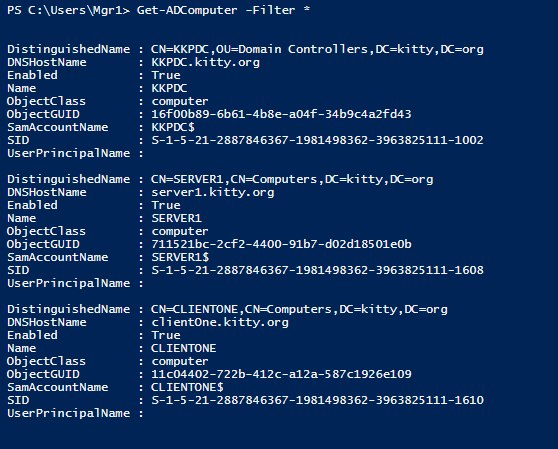 PS C:\Users\Mgr1> Get-ADComputer -Filter *
DistinguishedName : CN=KKPDC,OU=Domain Controllers,DC=kitty,DC=org
DNSHostName : KKPDC.kitty.org
Enabled : True
Name : KKPDC
ObjectClass : computer
ObjectGUID : 16f00b89-6b61-4b8e-a04f-34b9c4a2fd43
SamAccountName : KKPDC$
SID : S-1-5-21-2887846367-1981498362-3963825111-1002
UserPrincipalName :
DistinguishedName : CN=SERVER1,CN=Computers,DC=kitty,DC=org
DNSHostName : server1.kitty.org
Enabled : True
Name : SERVER1
ObjectClass : computer
ObjectGUID : 711521bc-2cf2-4400-91b7-d02d18501e0b
SamAccountName : SERVER1$
SID : S-1-5-21-2887846367-1981498362-3963825111-1608
UserPrincipalName :
DistinguishedName : CN=CLIENTONE,CN=Computers,DC=kitty,DC=org
DNSHostName : clientOne.kitty.org
Enabled : True
Name : CLIENTONE
ObjectClass : computer
ObjectGUID : 11c04402-722b-412c-a12a-587c1926e109
SamAccountName : CLIENTONE$
SID : S-1-5-21-2887846367-1981498362-3963825111-1610
UserPrincipalName :